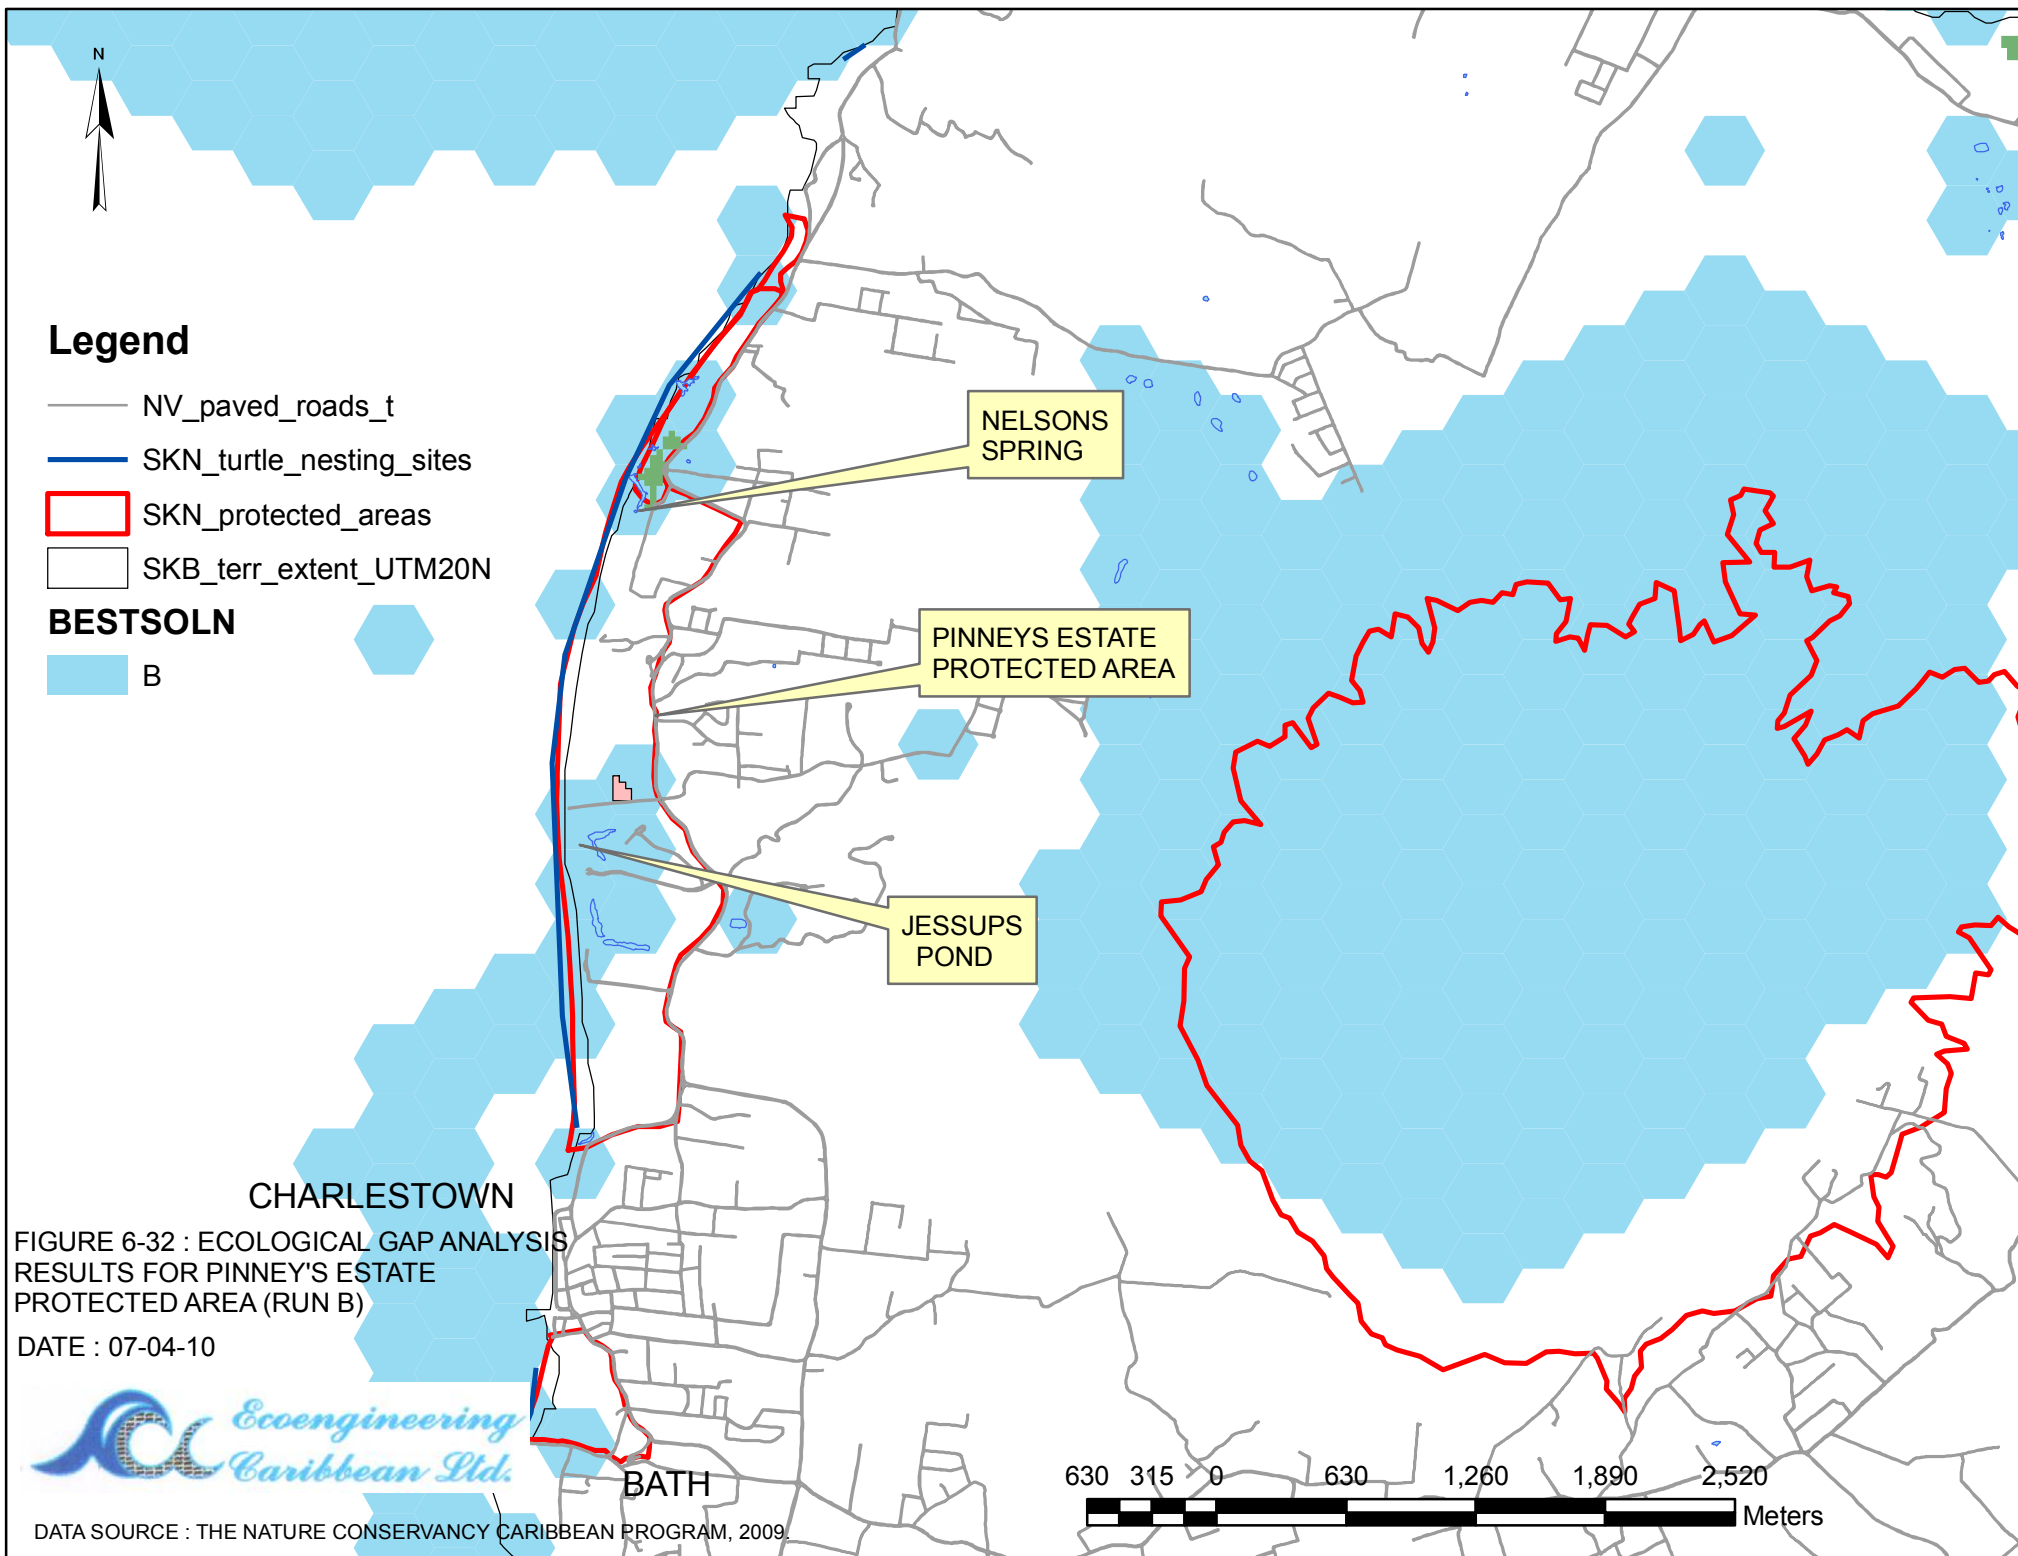 N
Legend
NV_paved_roads_t
SKN_turtle_nesting_sites
SKN_protected_areas
SKB_terr_extent_UTM20N
BESTSOLN
B
NELSONS
SPRING
PINNEYS ESTATE
PROTECTED AREA
JESSUPS
POND
CHARLESTOWN
FIGURE 6-32 : ECOLOGICAL GAP ANALYSIS
RESULTS FOR PINNEY'S ESTATE
PROTECTED AREA (RUN B)
DATE : 07-04-10
Ecoengineering
Caribbean Ltd.
BATH
630 315 0 630 1,260 1,890 2,520
Meters
DATA SOURCE : THE NATURE CONSERVANCY CARIBBEAN PROGRAM, 2009.